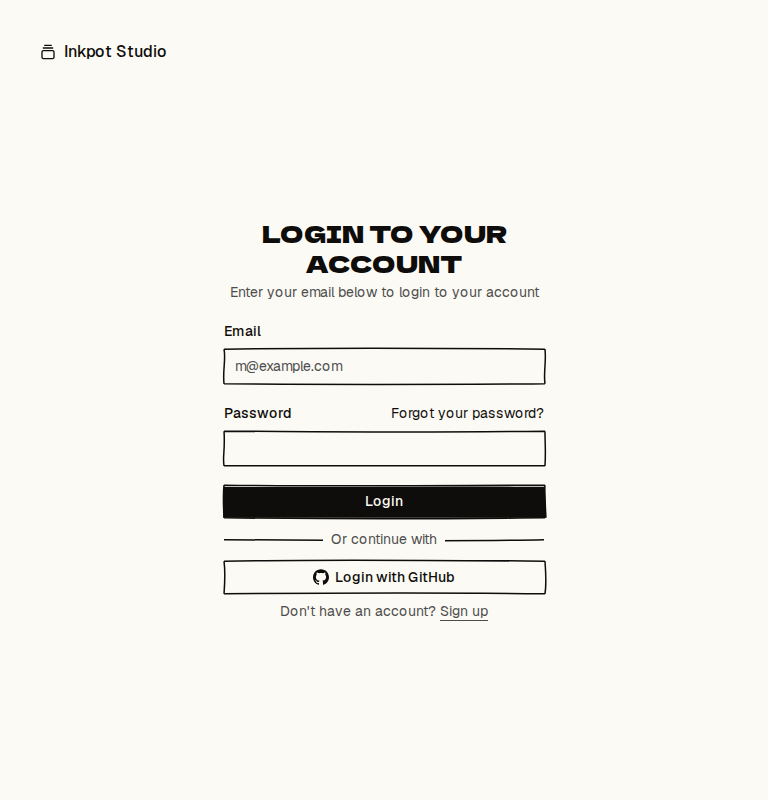 Inkpot Studio
LOGIN TO YOUR
ACCOUNT
Enter your email below to login to your account
Email
m@example.com
Password
Forgot your password?
Login
Or continue with
Login with GitHub
Don't have an account? Sign up